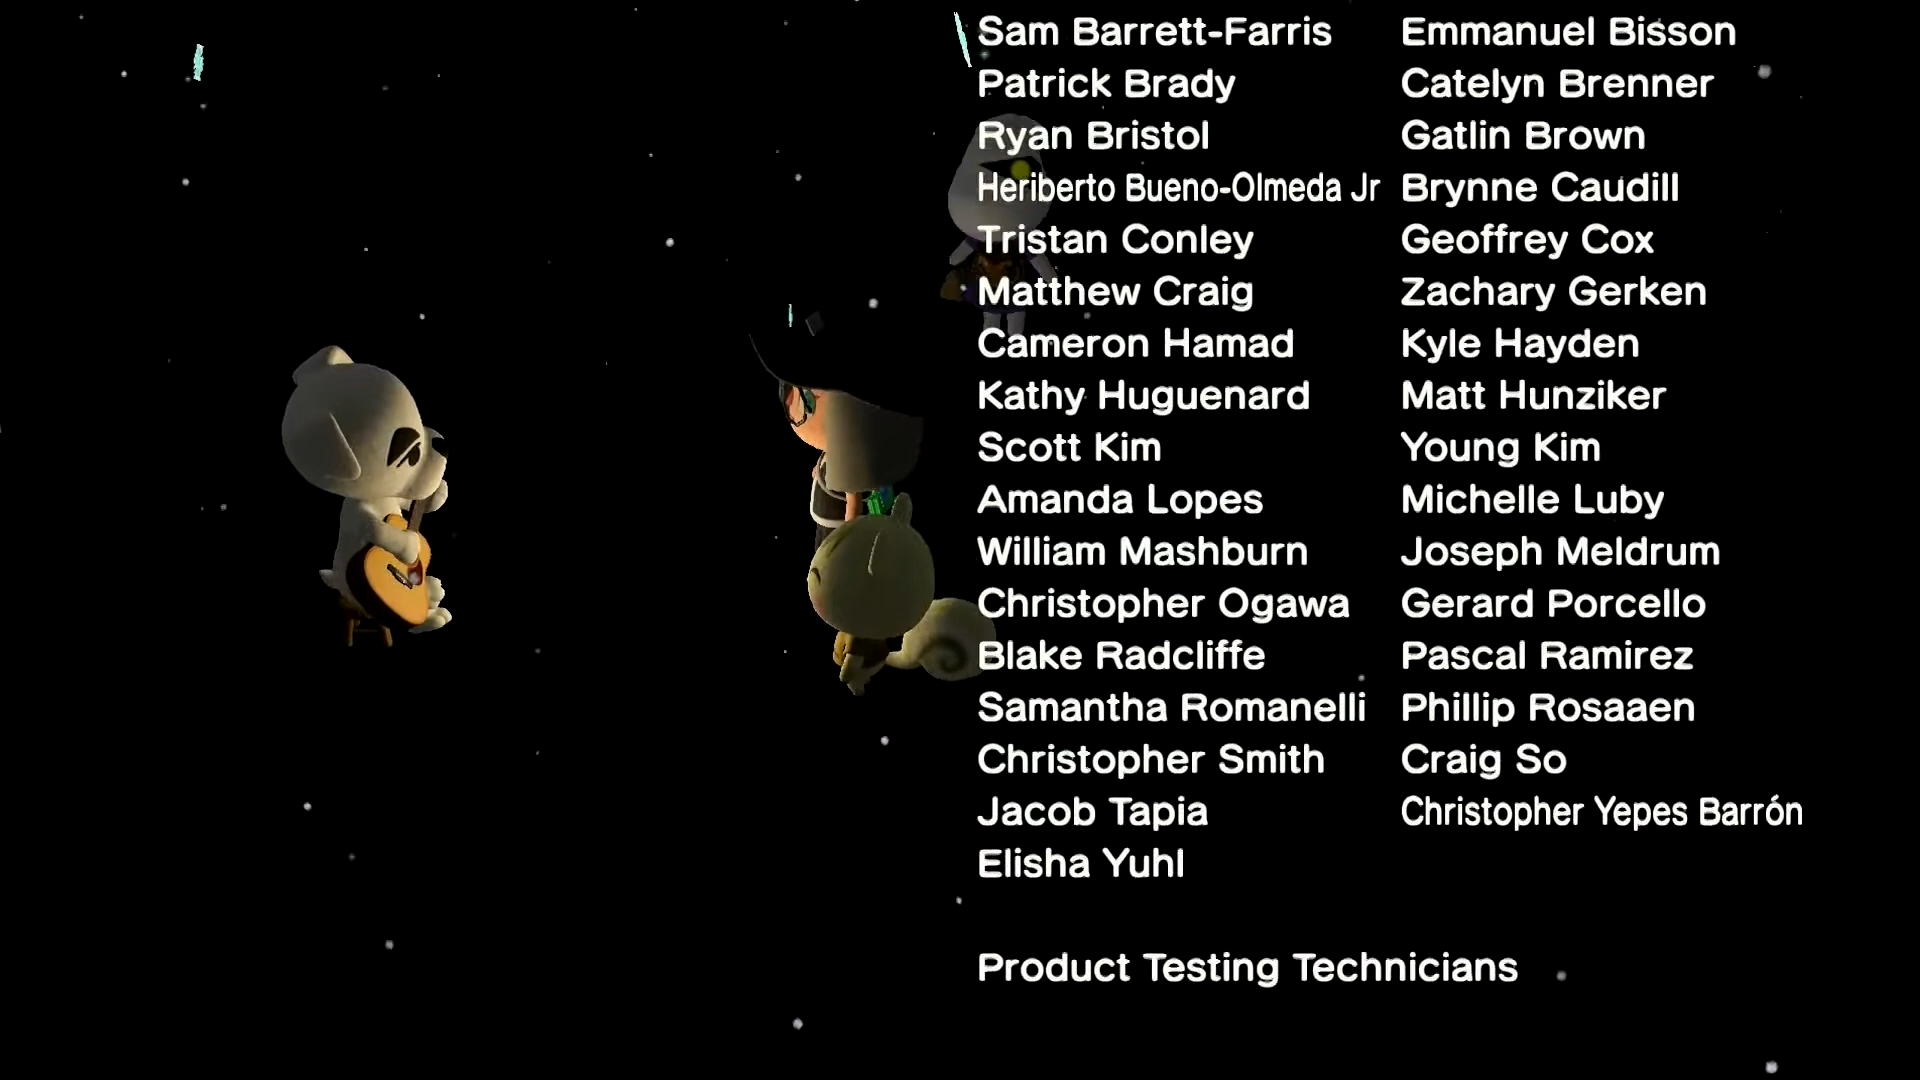 Sam Barrett-Farris Emmanuel Bisson
Patrick Brady Catelyn Brenner
Ryan Bristol Gatlin Brown
Heriberto Bueno-Olmeda Jr Brynne Caudill
Tristan Conley Geoffrey Cox
Matthew Craig Zachary Gerken
Cameron Hamad Kyle Hayden
Kathy Huguenard Matt Hunziker
Scott Kim Young Kim
Amanda Lopes Michelle Luby
William Mashburn Joseph Meldrum
Christopher Ogawa Gerard Porcello
Blake Radcliffe Pascal Ramirez
Samantha Romanelli Phillip Rosaaen
Christopher Smith Craig So
Jacob Tapia Christopher Yepes Barrón
Elisha Yuhl
Product Testing Technicians